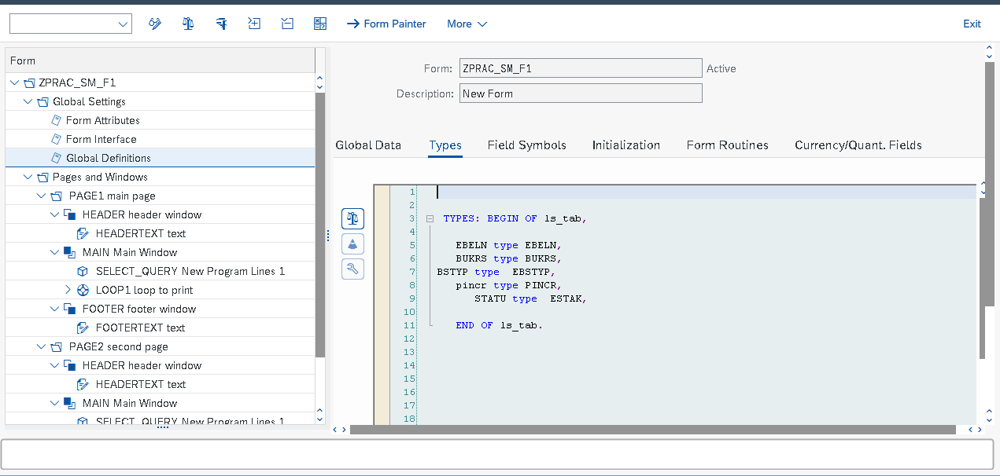 Form Painter
More
Exit
Form
ZPRAC_SM_F1
Global Settings
Form Attributes
Form Interface
Global Definitions
Pages and Windows
PAGE1 main page
HEADER header window
HEADERTEXT text
MAIN Main Window
SELECT_QUERY New Program Lines 1
LOOP1 loop to print
FOOTER footer window
FOOTERTEXT text
PAGE2 second page
HEADER header window
HEADERTEXT text
MAIN Main Window
SELECT_QUERY New Program Lines 1
Form: ZPRAC_SM_F1 Active
Description: New Form
Global Data Types Field Symbols Initialization Form Routines Currency/Quant. Fields
1
2
3 TYPES: BEGIN OF ls_tab,
4
5 EBELN type EBELN,
6 BUKRS type BUKRS,
7 BSTYP type EBSTYP,
8 pincr type PINCR,
9 STATU type ESTAK,
10
11 END OF ls_tab.
12
13
14
15
16
17
18